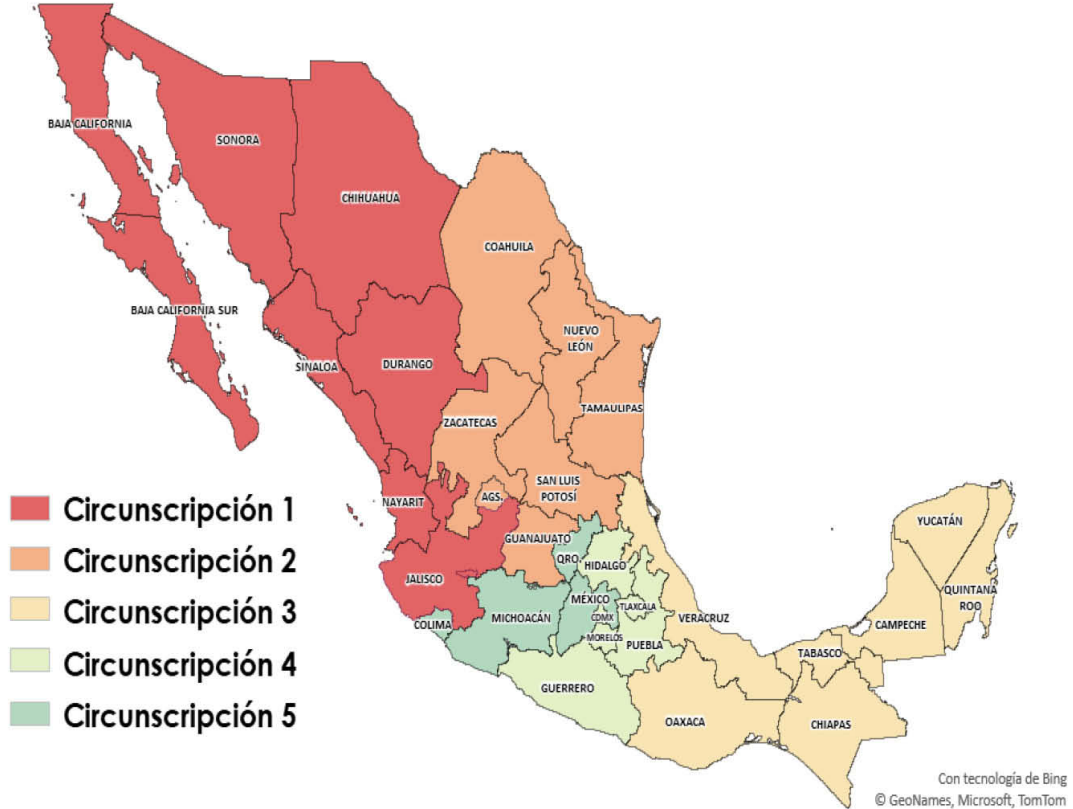 BAJA CALIFORNIA
SONORA
CHIHUAHUA
COAHUILA
BAJA CALIFORNIA SUR
NUEVO
LEÓN
SINALOA
DURANGO
TAMAULIPAS
ZACATECAS
SAN LUIS
POTOSÍ
AGS.
NAYARIT
GUANAJUATO
QRO.
HIDALGO
YUCATÁN
JALISCO
QUINTANA
ROO
MÉXICO
TLAXCALA
COLIMA
MICHOACÁN
CDMX
VERACRUZ
CAMPECHE
MORELOS
PUEBLA
TABASCO
GUERRERO
OAXACA
CHIAPAS
Circunscripción 1
Circunscripción 2
Circunscripción 3
Circunscripción 4
Circunscripción 5
Con tecnología de Bing
© GeoNames, Microsoft, TomTom